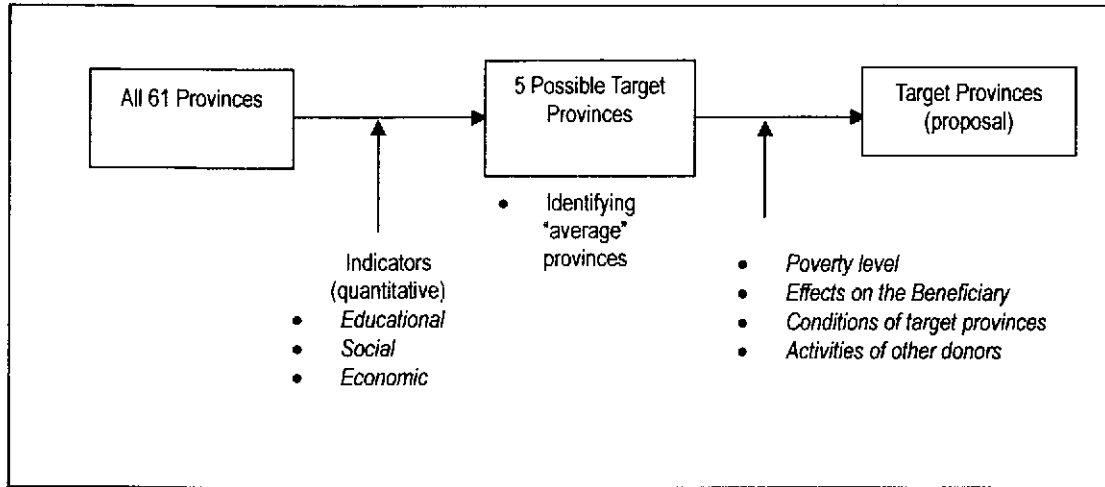 All 61 Provinces
5 Possible Target
Provinces
Target Provinces
(proposal)
• Identifying
"average"
provinces
Indicators
(quantitative)
• Educational
• Social
• Economic
• Poverty level
• Effects on the Beneficiary
• Conditions of target provinces
• Activities of other donors